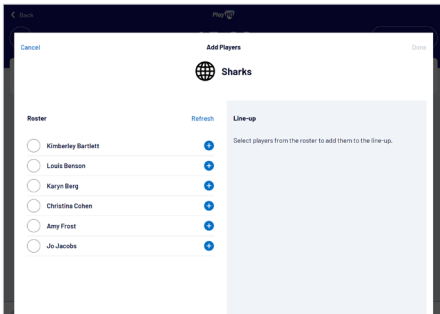 Back
Play
Cancel
Add Players
Done
Sharks
Roster
Refresh
Line-up
Select players from the roster to add them to the line-up.
Kimberley Bartlett
Louis Benson
Karyn Berg
Christina Cohen
Amy Frost
Jo Jacobs